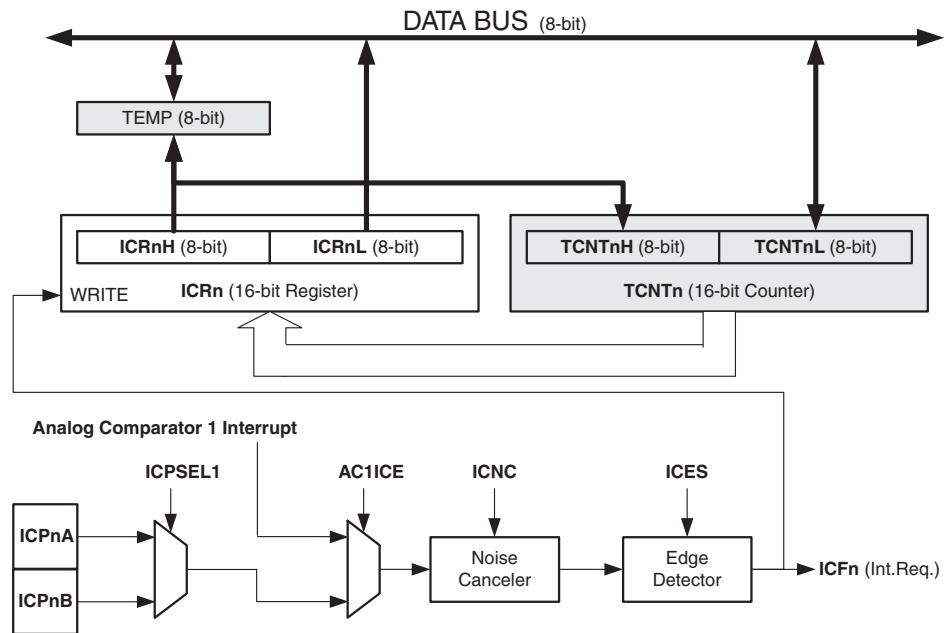 DATA BUS (8-bit)
TEMP (8-bit)
ICRnH (8-bit)
ICRnL (8-bit)
TCNTnH (8-bit)
TCNTnL (8-bit)
WRITE
ICRn (16-bit Register)
TCNTn (16-bit Counter)
Analog Comparator 1 Interrupt
ICPSEL1
AC1ICE
ICNC
ICES
ICPnA
ICPnB
Noise
Canceler
Edge
Detector
ICFn (Int.Req.)